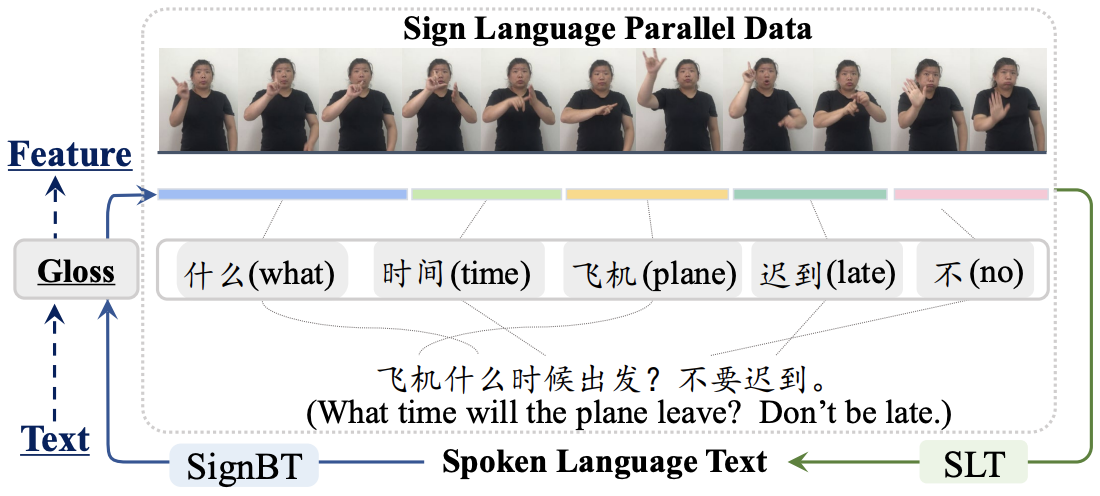 Sign Language Parallel Data
Feature
Gloss
什么(what) 时间(time) 飞机(plane) 迟到(late) 不(no)
飞机什么时候出发？不要迟到。
(What time will the plane leave? Don't be late.)
Text
SignBT Spoken Language Text SLT